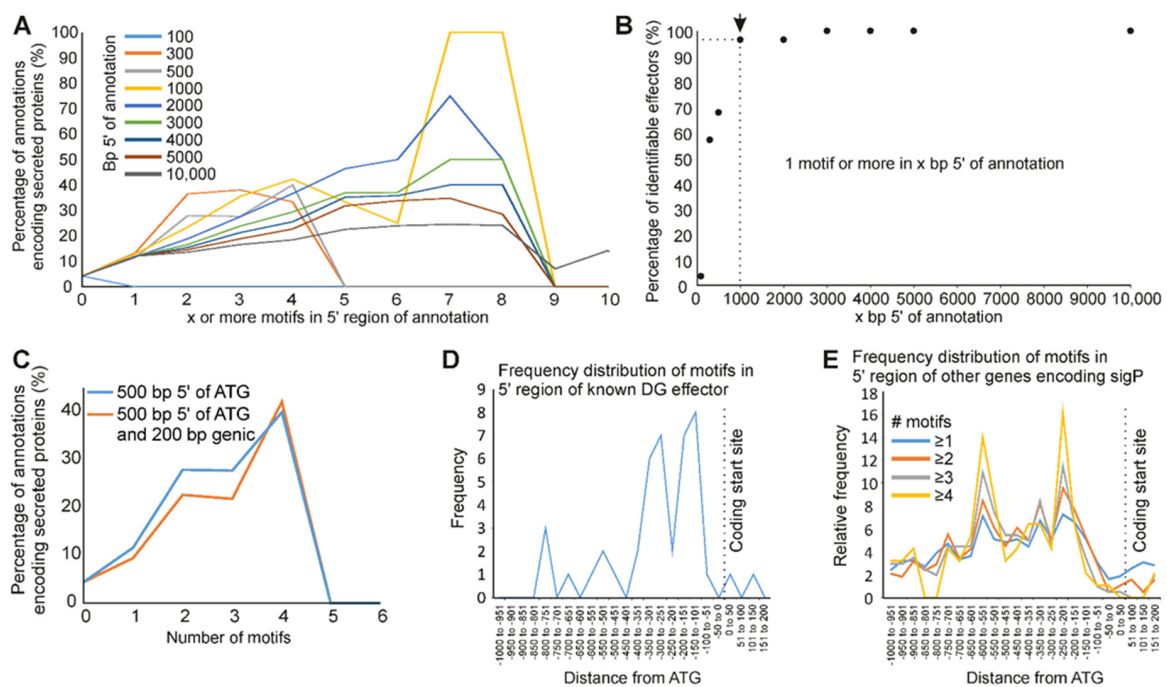 A
Percentage of annotations
encoding secreted proteins (%)
100
90
80
70
60
50
40
30
20
10
0
Bp 5' of annotation
100
300
500
1000
2000
3000
4000
5000
10,000
0 1 2 3 4 5 6 7 8 9 10
x or more motifs in 5' region of annotation
B
Percentage of identifiable effectors (%)
100
90
80
70
60
50
40
30
20
10
0
1 motif or more in x bp 5' of annotation
0 1000 2000 3000 4000 5000 6000 7000 8000 9000 10,000
x bp 5' of annotation
C
Percentage of annotations
encoding secreted proteins (%)
40
30
20
10
0
500 bp 5' of ATG
500 bp 5' of ATG
and 200 bp genic
0 1 2 3 4 5 6
Number of motifs
D
Frequency distribution of motifs in
5' region of known DG effector
Frequency
9
8
7
6
5
4
3
2
1
0
Coding start site
-1000 to -951
-950 to -901
-900 to -851
-850 to -801
-800 to -751
-750 to -701
-700 to -651
-650 to -601
-600 to -551
-550 to -501
-500 to -451
-450 to -401
-400 to -351
-350 to -301
-300 to -251
-250 to -201
-200 to -151
-150 to -101
-100 to -51
-50 to 0
0 to 50
51 to 100
101 to 150
151 to 200
Distance from ATG
E
Frequency distribution of motifs in
5' region of other genes encoding sigP
Relative frequency
18
16
14
12
10
8
6
4
2
0
# motifs
≥1
≥2
≥3
≥4
Coding start site
-1000 to -951
-950 to -901
-900 to -851
-850 to -801
-800 to -751
-750 to -701
-700 to -651
-650 to -601
-600 to -551
-550 to -501
-500 to -451
-450 to -401
-400 to -351
-350 to -301
-300 to -251
-250 to -201
-200 to -151
-150 to -101
-100 to -51
-50 to 0
0 to 50
51 to 100
101 to 150
151 to 200
Distance from ATG